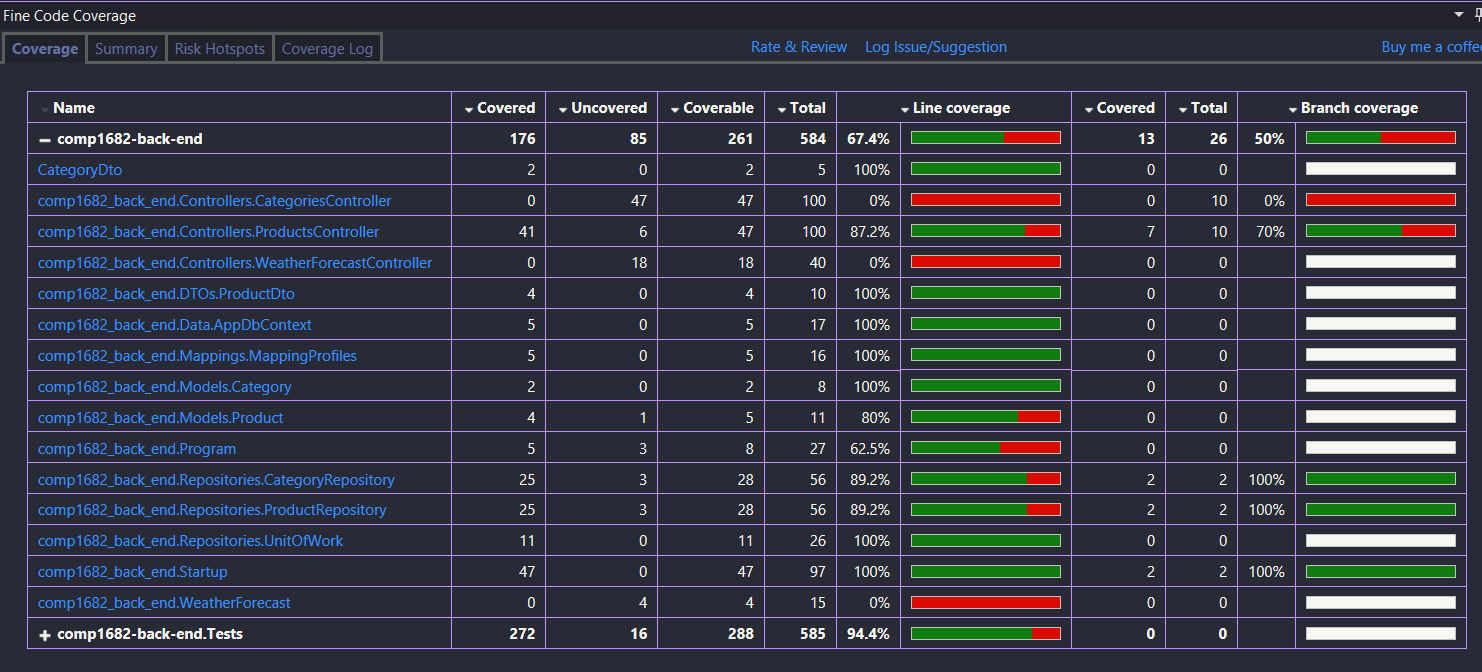 Fine Code Coverage
Coverage Summary Risk Hotspots Coverage Log Rate & Review Log Issue/Suggestion Buy me a coffee
Name Covered Uncovered Coverable Total Line coverage Covered Total Branch coverage
comp1682-back-end 176 85 261 584 67.4% 13 26 50%
CategoryDto 2 0 2 5 100% 0 0
comp1682_back_end.Controllers.CategoriesController 0 47 47 100 0% 0 10 0%
comp1682_back_end.Controllers.ProductsController 41 6 47 100 87.2% 7 10 70%
comp1682_back_end.Controllers.WeatherForecastController 0 18 18 40 0% 0 0
comp1682_back_end.DTOs.ProductDto 4 0 4 10 100% 0 0
comp1682_back_end.Data.AppDbContext 5 0 5 17 100% 0 0
comp1682_back_end.Mappings.MappingProfiles 5 0 5 16 100% 0 0
comp1682_back_end.Models.Category 2 0 2 8 100% 0 0
comp1682_back_end.Models.Product 4 1 5 11 80% 0 0
comp1682_back_end.Program 5 3 8 27 62.5% 0 0
comp1682_back_end.Repositories.CategoryRepository 25 3 28 56 89.2% 2 2 100%
comp1682_back_end.Repositories.ProductRepository 25 3 28 56 89.2% 2 2 100%
comp1682_back_end.Repositories.UnitOfWork 11 0 11 26 100% 0 0
comp1682_back_end.Startup 47 0 47 97 100% 2 2 100%
comp1682_back_end.WeatherForecast 0 4 4 15 0% 0 0
comp1682-back-end.Tests 272 16 288 585 94.4% 0 0